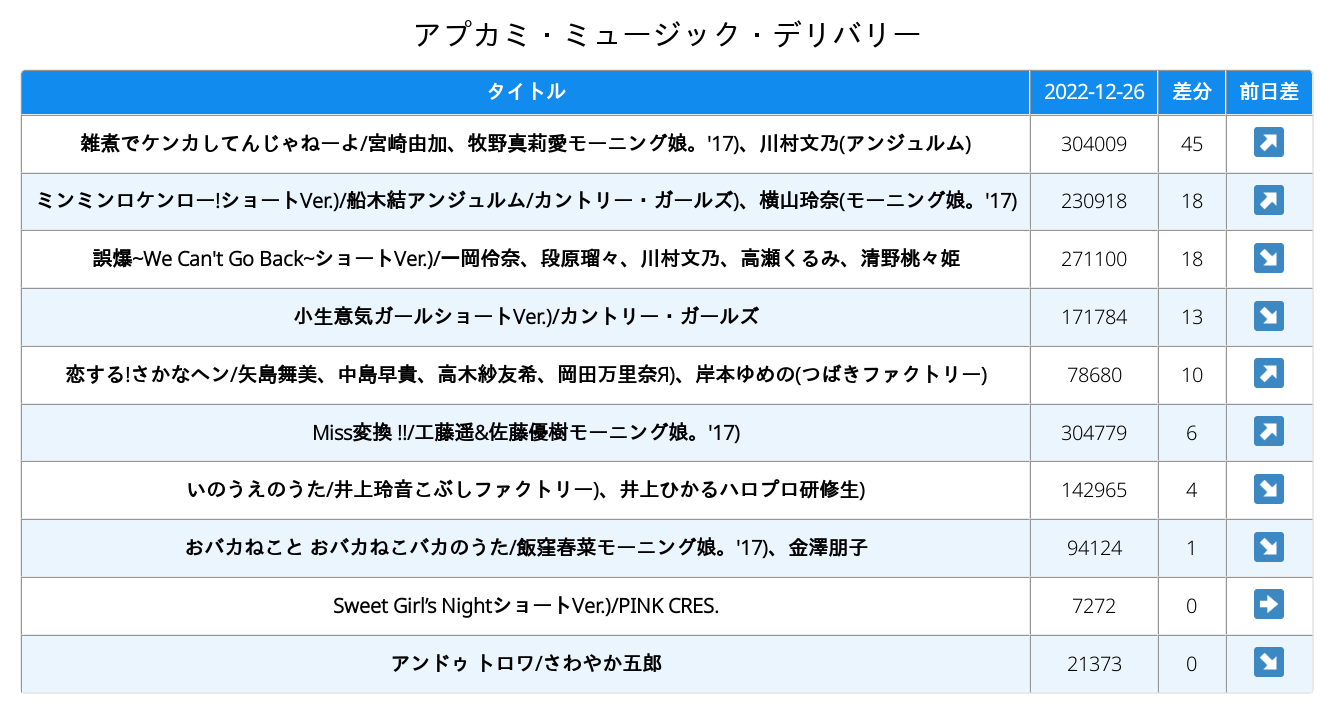 アプカミ・ミュージック・デリバリー
タイトル 2022-12-26 差分 前日差
雑煮でケンカしてんじゃねーよ/宮崎由加、牧野真莉愛モーニング娘。'17)、川村文乃(アンジュルム) 304009 45
ミンミンロケンロー!ショートVer.)/船木結アンジュルム/カントリー・ガールズ)、横山玲奈(モーニング娘。'17) 230918 18
誤爆~We Can't Go Back~ショートVer.)/一岡伶奈、段原瑠々、川村文乃、高瀬くるみ、清野桃々姫 271100 18
小生意気ガールショートVer.)/カントリー・ガールズ 171784 13
恋する!さかなヘン/矢島舞美、中島早貴、高木紗友希、岡田万里奈Я)、岸本ゆめの(つばきファクトリー) 78680 10
Miss変換 !!/工藤遥&佐藤優樹モーニング娘。'17) 304779 6
いのうえのうた/井上玲音こぶしファクトリー)、井上ひかるハロプロ研修生) 142965 4
おバカねこと おバカねこバカのうた/飯窪春菜モーニング娘。'17)、金澤朋子 94124 1
Sweet Girl’s NightショートVer.)/PINK CRES. 7272 0
アンドゥ トロワ/さわやか五郎 21373 0